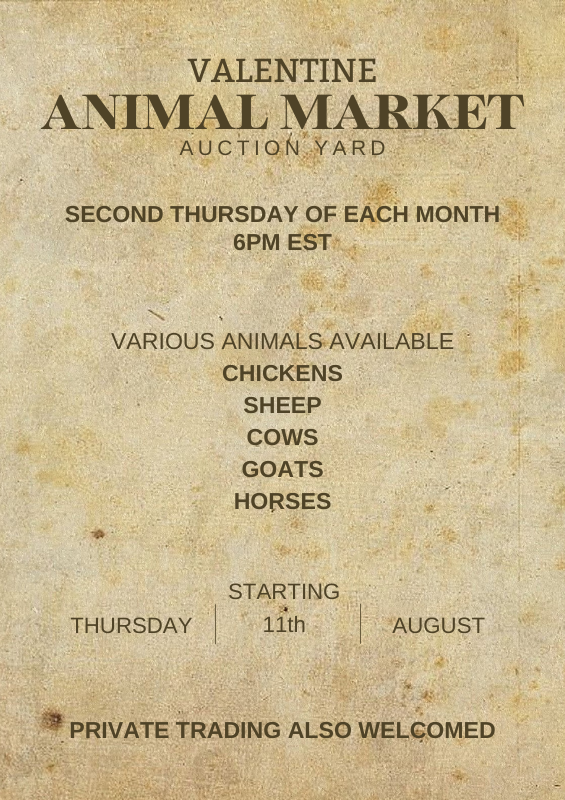 VALENTINE
ANIMAL MARKET
AUCTION YARD
SECOND THURSDAY OF EACH MONTH
6PM EST
VARIOUS ANIMALS AVAILABLE
CHICKENS
SHEEP
COWS
GOATS
HORSES
STARTING
THURSDAY 11th AUGUST
PRIVATE TRADING ALSO WELCOMED